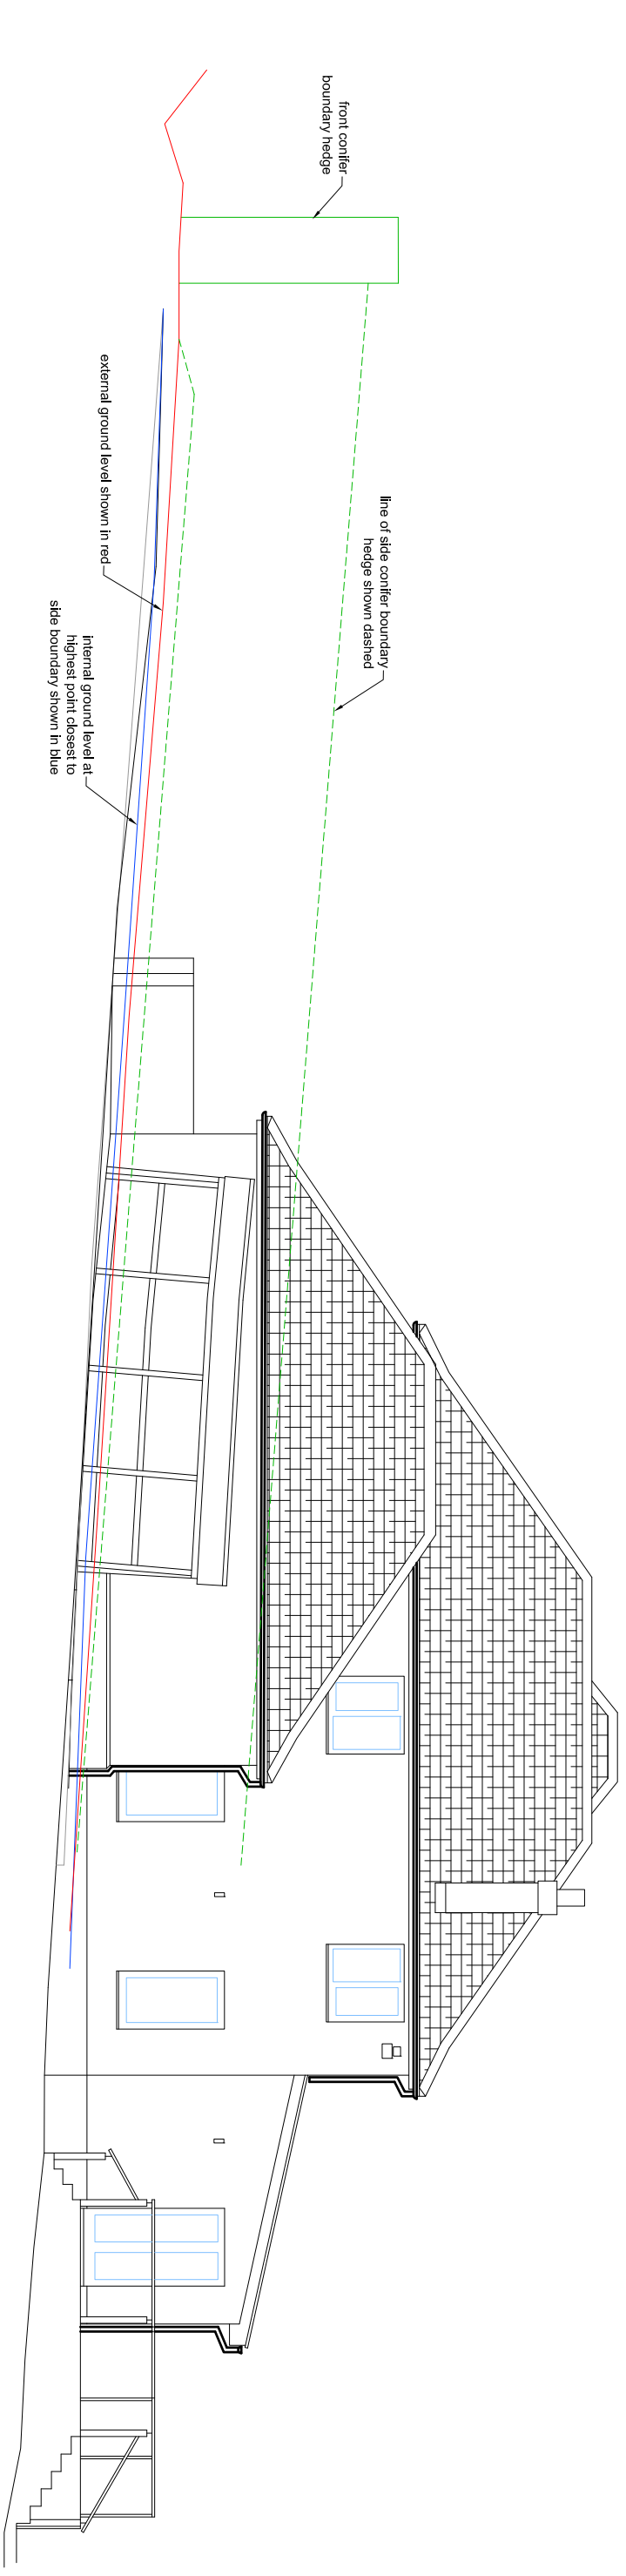 front conifer
boundary hedge
line of side conifer boundary
hedge shown dashed
external ground level shown in red
internal ground level at
highest point closest to
side boundary shown in blue